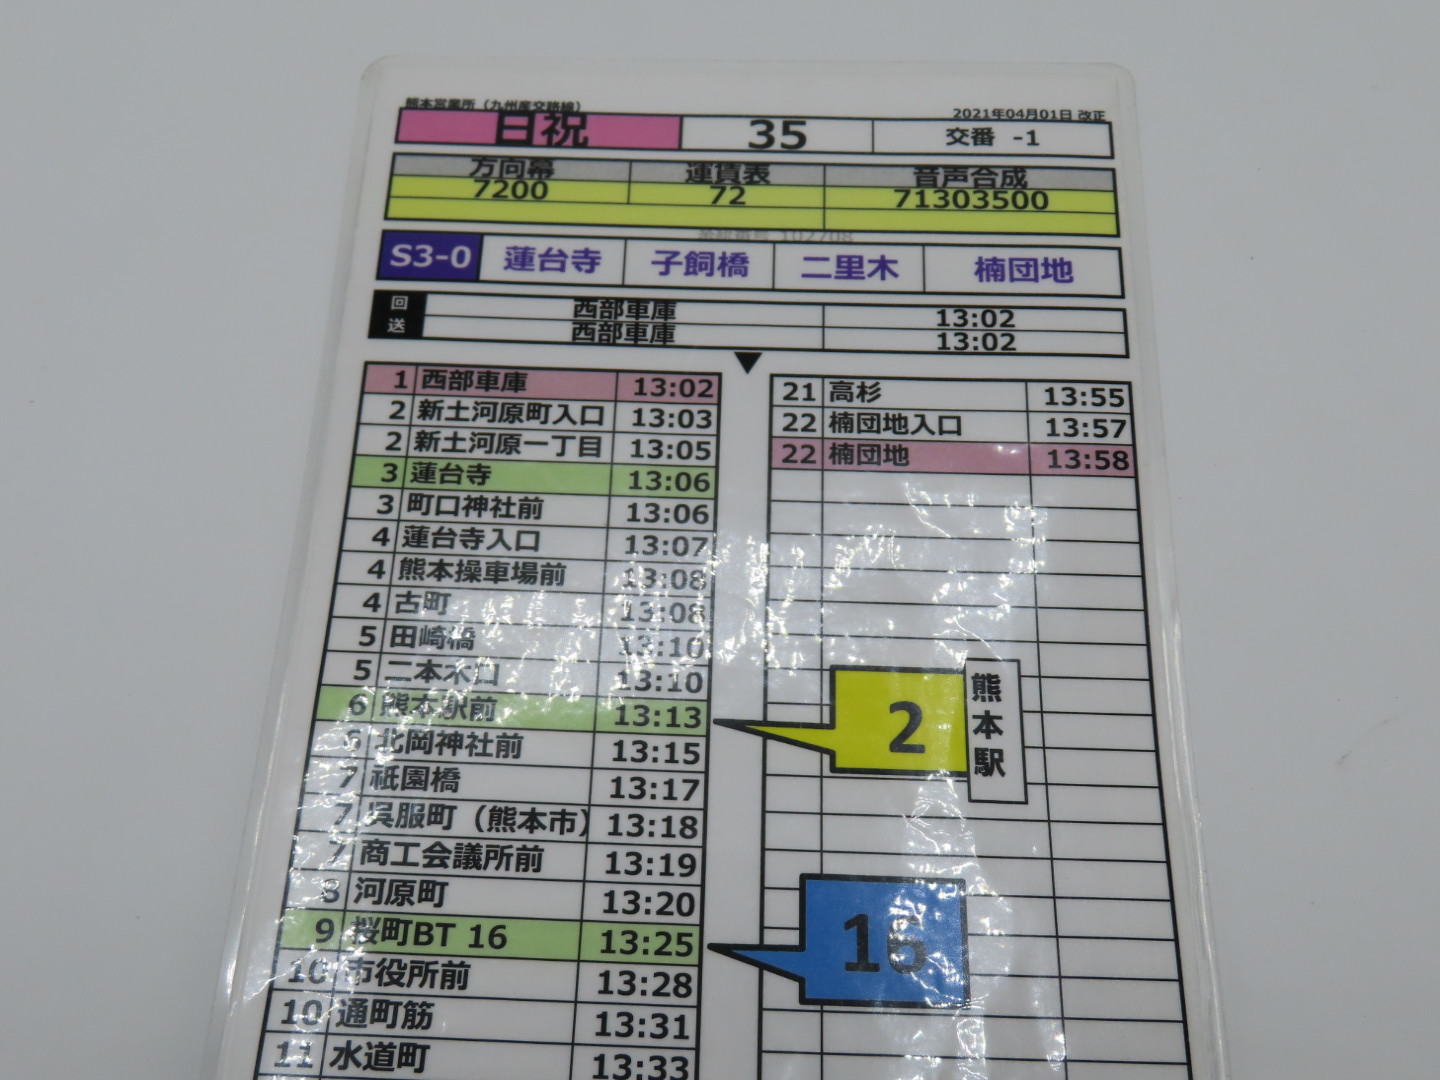 熊本営業所（九州産交路線）
2021年04月01日 改正
日祝 35 交番 -1
方向幕 運賃表 音声合成
7200 72 71303500
102708
S3-0 蓮台寺 子飼橋 二里木 楠団地
回送
西部車庫 13:02
西部車庫 13:02
1 西部車庫 13:02
2 新土河原町入口 13:03
2 新土河原一丁目 13:05
3 蓮台寺 13:06
3 町口神社前 13:06
4 蓮台寺入口 13:07
4 熊本操車場前 13:08
4 古町 13:08
5 田崎橋 13:10
5 二本木口 13:10
6 熊本駅前 13:13
6 北岡神社前 13:15
7 祇園橋 13:17
7 呉服町（熊本市） 13:18
7 商工会議所前 13:19
8 河原町 13:20
9 桜町BT 16 13:25
10 市役所前 13:28
10 通町筋 13:31
11 水道町 13:33
21 高杉 13:55
22 楠団地入口 13:57
22 楠団地 13:58
2 熊本駅
16